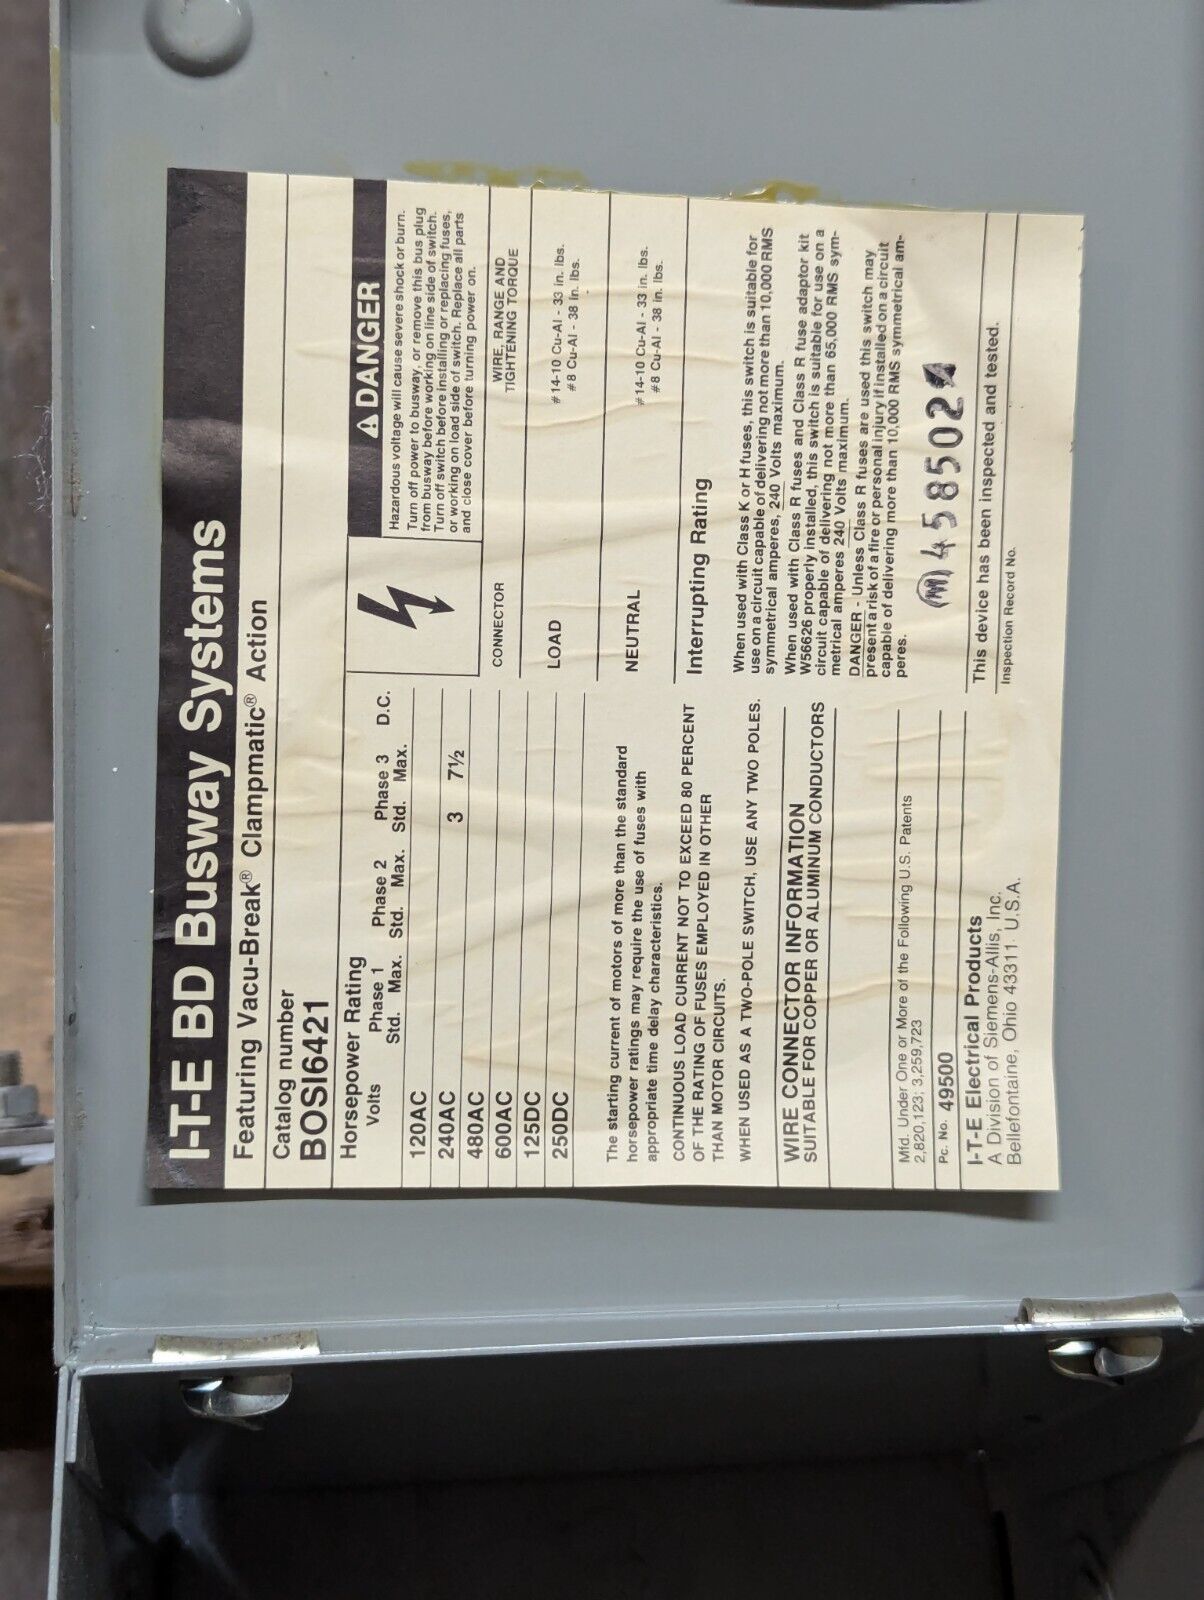 I-T-E BD Busway Systems
Featuring Vacu-Break® Clampmatic® Action
Catalog number
BOSI6421
Horsepower Rating
Volts Phase 1 Phase 2 Phase 3 D.C.
Std. Max. Std. Max. Std. Max.
120AC
240AC 3 7½
480AC
600AC
125DC
250DC
The starting current of motors of more than the standard
horsepower ratings may require the use of fuses with
appropriate time delay characteristics.
CONTINUOUS LOAD CURRENT NOT TO EXCEED 80 PERCENT
OF THE RATING OF FUSES EMPLOYED IN OTHER
THAN MOTOR CIRCUITS.
WHEN USED AS A TWO-POLE SWITCH, USE ANY TWO POLES.
WIRE CONNECTOR INFORMATION
SUITABLE FOR COPPER OR ALUMINUM CONDUCTORS
Mfd. Under One or More of the Following U.S. Patents
2,820,123; 3,259,723
Pc. No. 49500
I-T-E Electrical Products
A Division of Siemens-Allis, Inc.
Bellefontaine, Ohio 43311. U.S.A.
⚠ DANGER
Hazardous voltage will cause severe shock or burn.
Turn off power to busway, or remove this bus plug
from busway before working on line side of switch.
Turn off switch before installing or replacing fuses,
or working on load side of switch. Replace all parts
and close cover before turning power on.
CONNECTOR WIRE, RANGE AND
TIGHTENING TORQUE
LOAD #14-10 Cu-Al - 33 in. lbs.
#8 Cu-Al - 38 in. lbs.
NEUTRAL #14-10 Cu-Al - 33 in. lbs.
#8 Cu-Al - 38 in. lbs.
Interrupting Rating
When used with Class K or H fuses, this switch is suitable for
use on a circuit capable of delivering not more than 10,000 RMS
symmetrical amperes, 240 Volts maximum.
When used with Class R fuses and Class R fuse adaptor kit
W56626 properly installed, this switch is suitable for use on a
circuit capable of delivering not more than 65,000 RMS sym-
metrical amperes 240 Volts maximum.
DANGER - Unless Class R fuses are used this switch may
present a risk of a fire or personal injury if installed on a circuit
capable of delivering more than 10,000 RMS symmetrical am-
peres.
This device has been inspected and tested.
Inspection Record No.